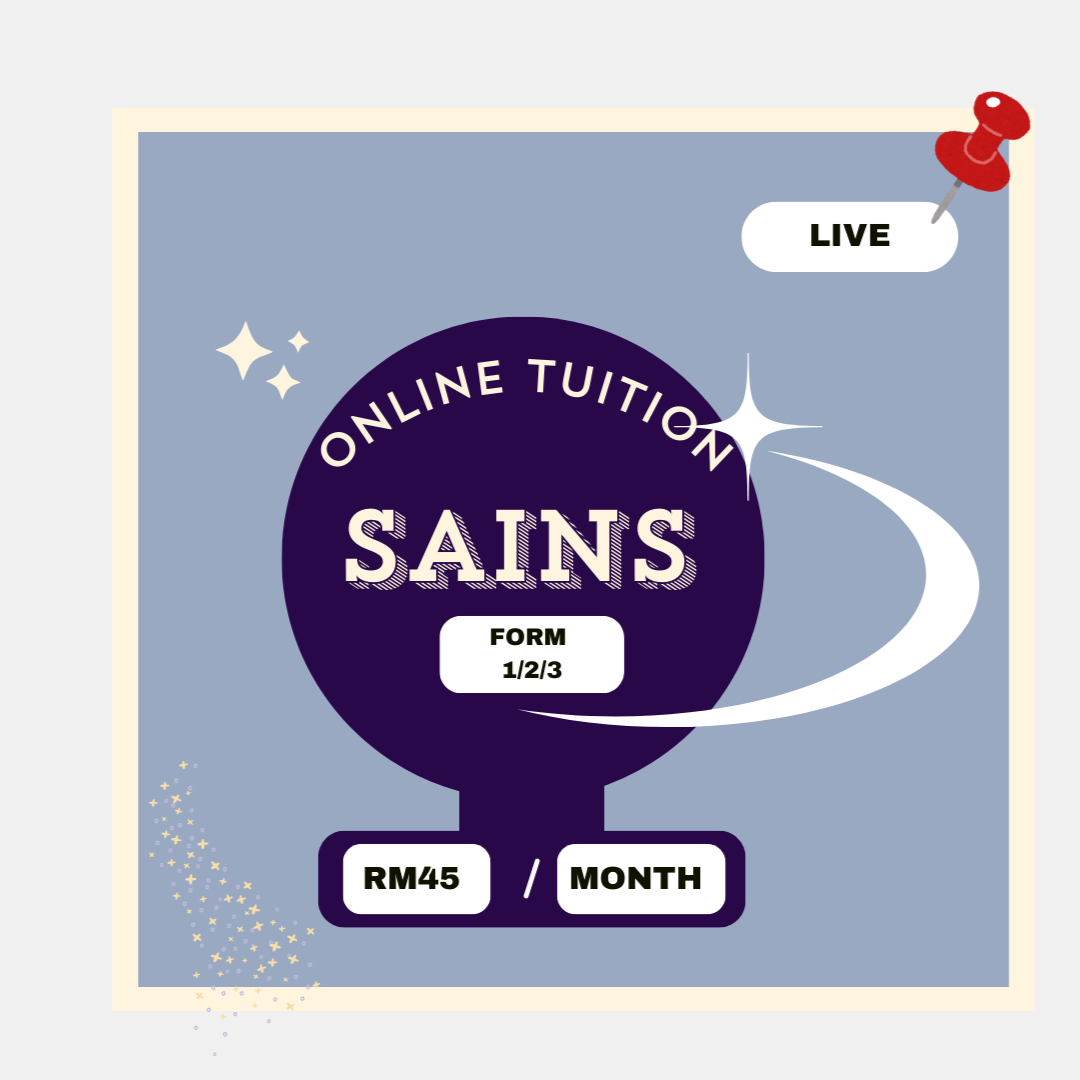 LIVE
ONLINE TUITION
SAINS
FORM
1/2/3
RM45 / MONTH